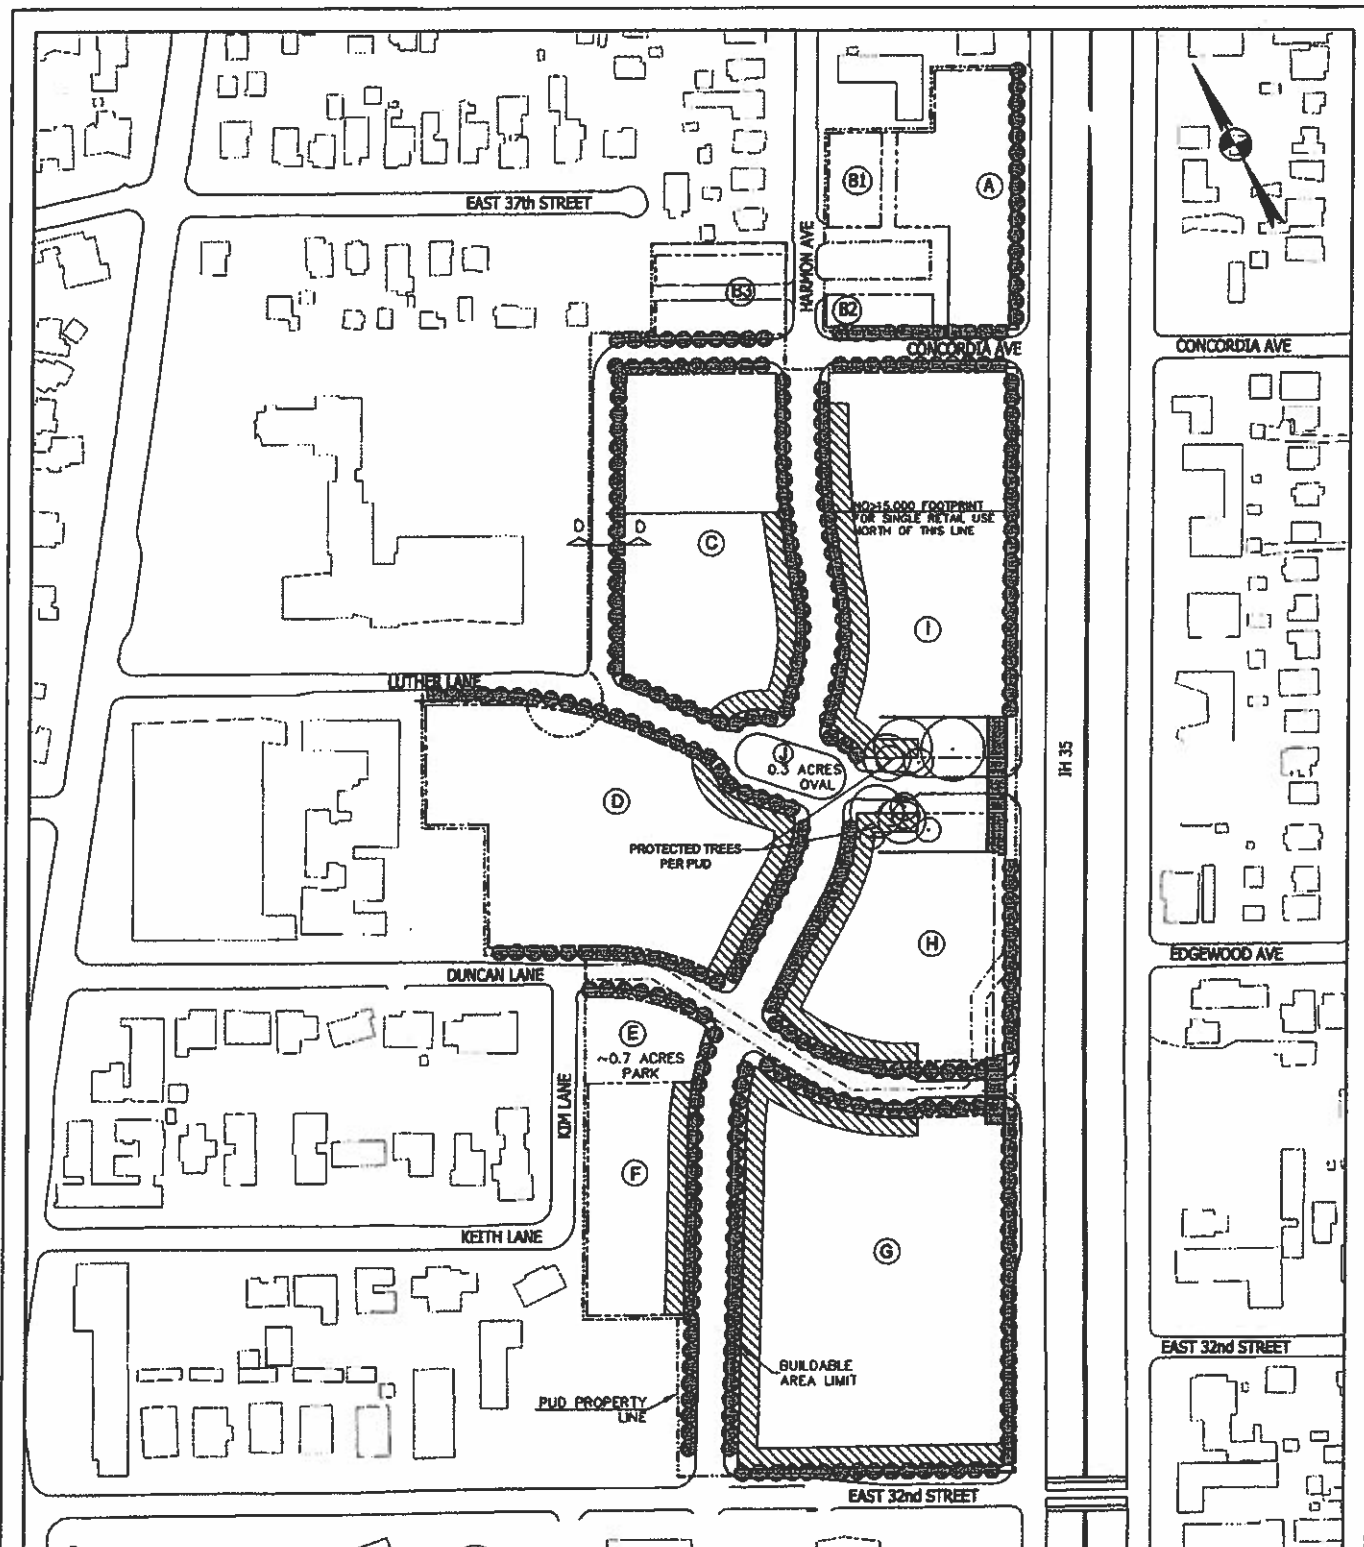 EAST 37th STREET
B1
A
HARMON AVE
B3
B2
CONCORDIA AVE
CONCORDIA AVE
NO>15,000 FOOTPRINT
FOR SINGLE RETAIL USE
NORTH OF THIS LINE
D
D
C
I
LUTHER LANE
J
0.3 ACRES
OVAL
IH 35
D
PROTECTED TREES
PER PUD
H
EDGEWOOD AVE
DUNCAN LANE
E
~0.7 ACRES
PARK
KIM LANE
F
KEITH LANE
G
EAST 32nd STREET
BUILDABLE
AREA LIMIT
PUD PROPERTY
LINE
EAST 32nd STREET